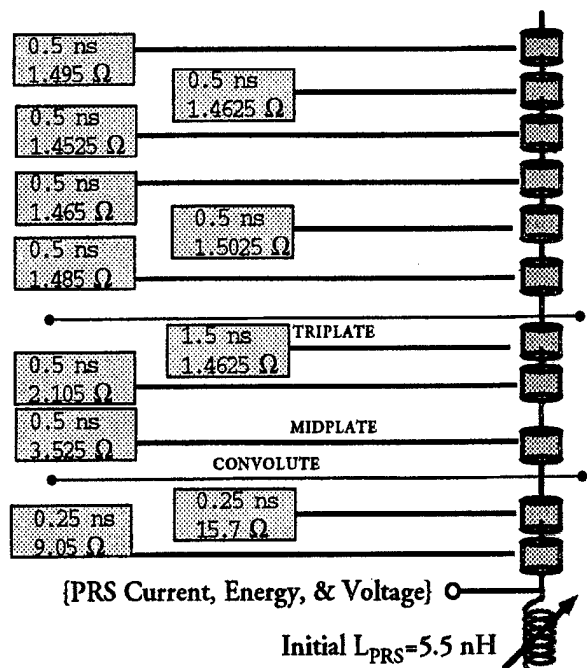 0.5 ns
1.495 Ω
0.5 ns
1.4625 Ω
0.5 ns
1.4525 Ω
0.5 ns
1.465 Ω
0.5 ns
1.5025 Ω
0.5 ns
1.485 Ω
1.5 ns
1.4625 Ω
TRIPLATE
0.5 ns
2.105 Ω
0.5 ns
3.525 Ω
MIDPLATE
CONVOLUTE
0.25 ns
15.7 Ω
0.25 ns
9.05 Ω
{PRS Current, Energy, & Voltage}
Initial LPRS=5.5 nH